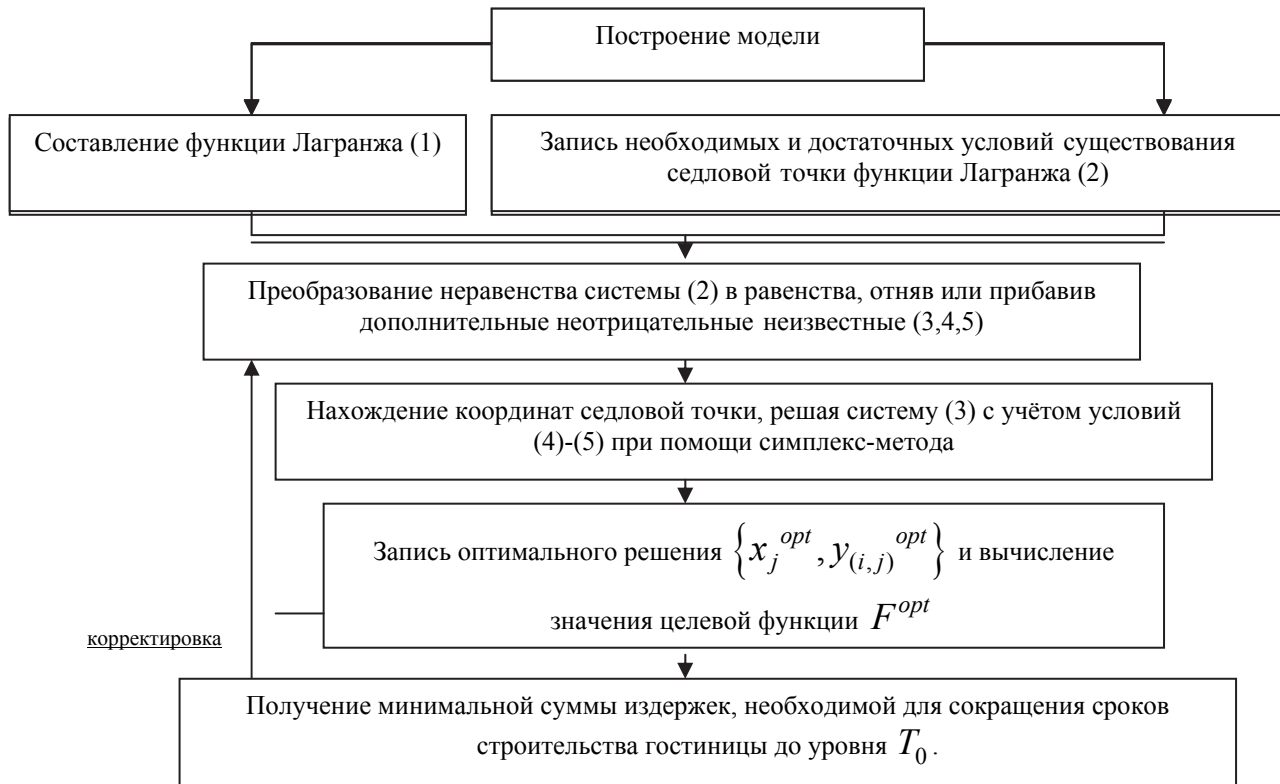 Построение модели
Составление функции Лагранжа (1)
Запись необходимых и достаточных условий существования
седловой точки функции Лагранжа (2)
Преобразование неравенства системы (2) в равенства, отняв или прибавив
дополнительные неотрицательные неизвестные (3,4,5)
Нахождение координат седловой точки, решая систему (3) с учётом условий
(4)-(5) при помощи симплекс-метода
Запись оптимального решения {x_j^{opt}, y_{(i,j)}^{opt}} и вычисление
значения целевой функции F^{opt}
корректировка
Получение минимальной суммы издержек, необходимой для сокращения сроков
строительства гостиницы до уровня T_0.